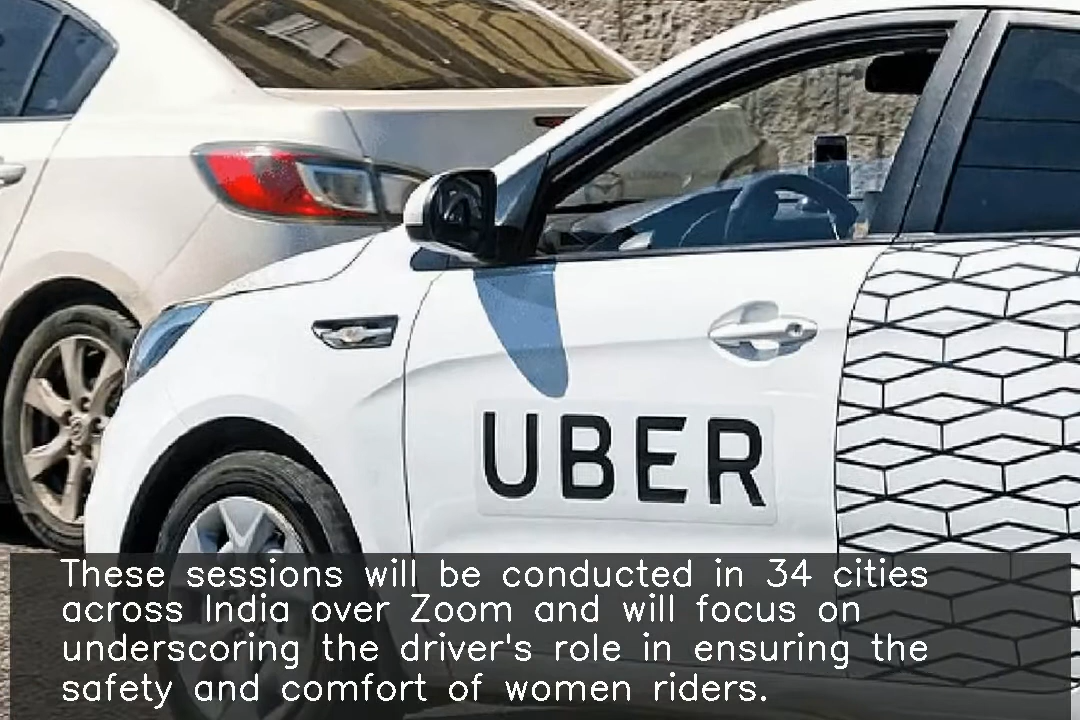 UBER
These sessions will be conducted in 34 cities
across India over Zoom and will focus on
underscoring the driver's role in ensuring the
safety and comfort of women riders.